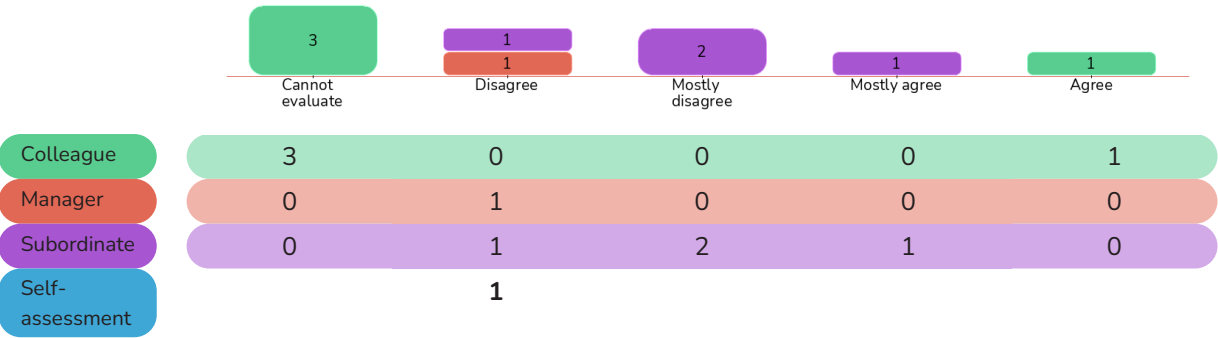 3
1
1
2
1
1
Cannot
evaluate
Disagree
Mostly
disagree
Mostly agree
Agree
Colleague 3 0 0 0 1
Manager 0 1 0 0 0
Subordinate 0 1 2 1 0
Self-
assessment
1